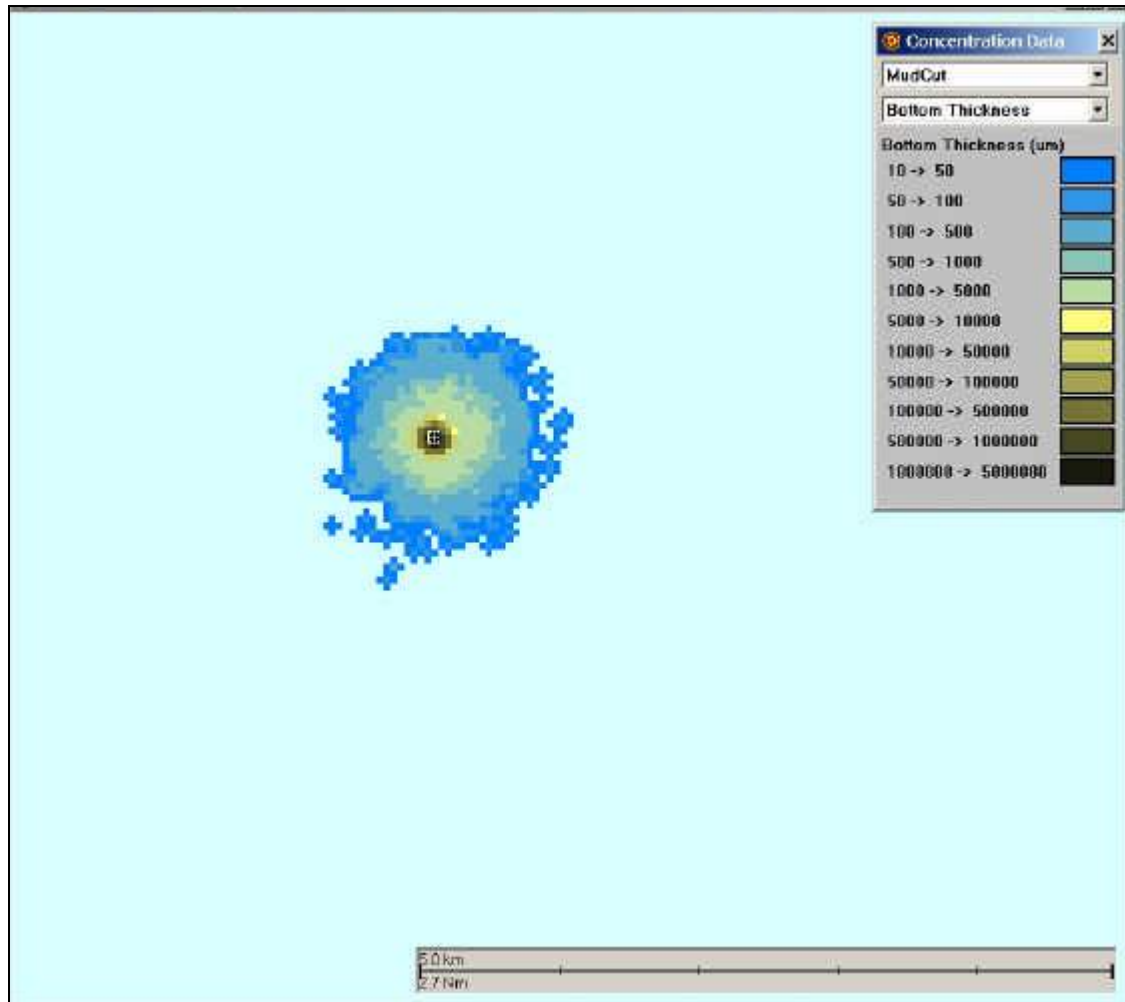 Concentration Data
MudCut
Bottom Thickness
Bottom Thickness (um)
10 -> 50
50 -> 100
100 -> 500
500 -> 1000
1000 -> 5000
5000 -> 10000
10000 -> 50000
50000 -> 100000
100000 -> 500000
500000 -> 1000000
1000000 -> 5000000
5.0 km
2.7 Nm